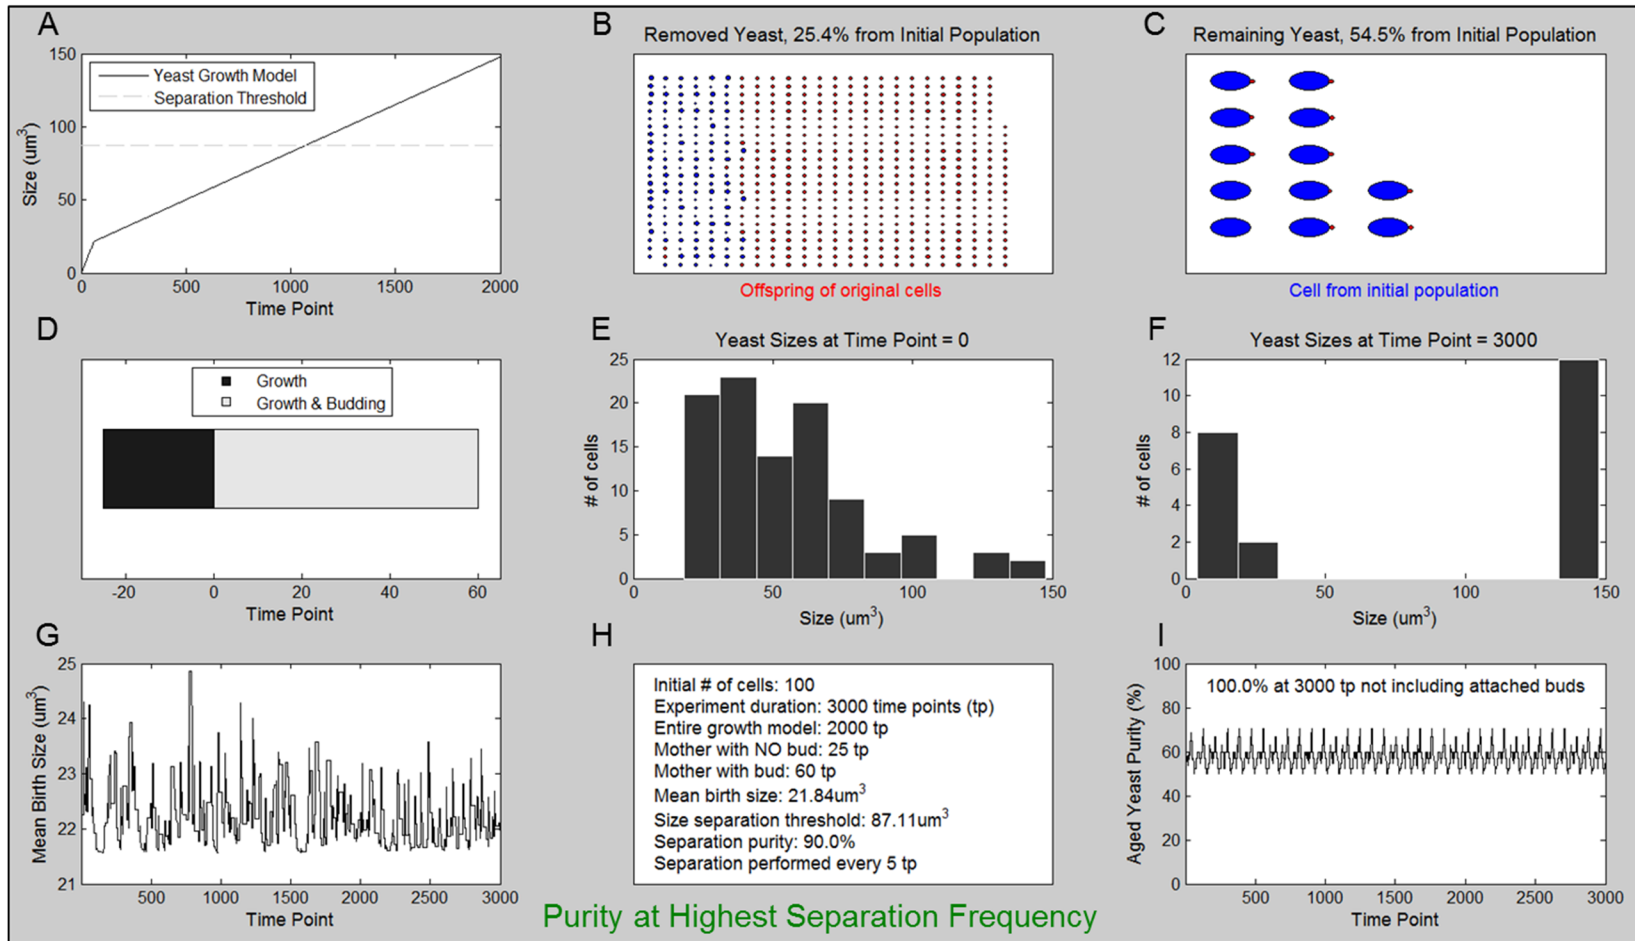 A
150
100
50
0
Size (um³)
Yeast Growth Model
Separation Threshold
0 500 1000 1500 2000
Time Point
B
Removed Yeast, 25.4% from Initial Population
Offspring of original cells
C
Remaining Yeast, 54.5% from Initial Population
Cell from initial population
D
Growth
Growth & Budding
-20 0 20 40 60
Time Point
E
Yeast Sizes at Time Point = 0
25
20
15
10
5
0
# of cells
0 50 100 150
Size (um³)
F
Yeast Sizes at Time Point = 3000
12
10
8
6
4
2
0
# of cells
0 50 100 150
Size (um³)
G
25
24
23
22
21
Mean Birth Size (um³)
500 1000 1500 2000 2500 3000
Time Point
H
Initial # of cells: 100
Experiment duration: 3000 time points (tp)
Entire growth model: 2000 tp
Mother with NO bud: 25 tp
Mother with bud: 60 tp
Mean birth size: 21.84um³
Size separation threshold: 87.11um³
Separation purity: 90.0%
Separation performed every 5 tp
I
100
80
60
40
20
0
Aged Yeast Purity (%)
100.0% at 3000 tp not including attached buds
500 1000 1500 2000 2500 3000
Time Point
Purity at Highest Separation Frequency